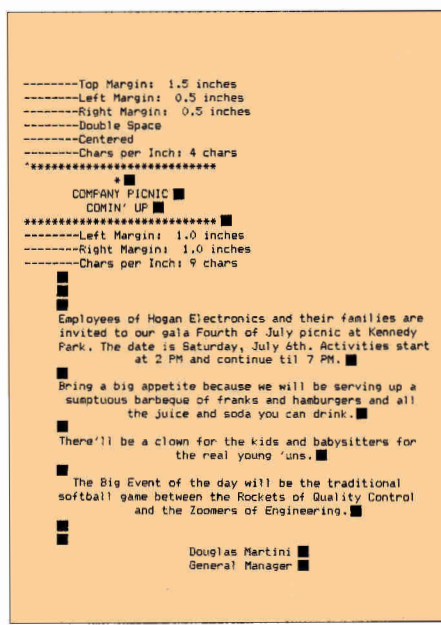 --------Top Margin: 1.5 inches
--------Left Margin: 0.5 inches
--------Right Margin: 0.5 inches
--------Double Space
--------Centered
--------Chars per Inch: 4 chars
^****************************
*■
COMPANY PICNIC■
COMIN' UP■
*****************************■
--------Left Margin: 1.0 inches
--------Right Margin: 1.0 inches
--------Chars per Inch: 9 chars
■
■
■
Employees of Hogan Electronics and their families are
invited to our gala Fourth of July picnic at Kennedy
Park. The date is Saturday, July 6th. Activities start
at 2 PM and continue til 7 PM.■
■
Bring a big appetite because we will be serving up a
sumptuous barbeque of franks and hamburgers and all
the juice and soda you can drink.■
■
There'll be a clown for the kids and babysitters for
the real young 'uns.■
■
The Big Event of the day will be the traditional
softball game between the Rockets of Quality Control
and the Zoomers of Engineering.■
■
■
Douglas Martini■
General Manager■